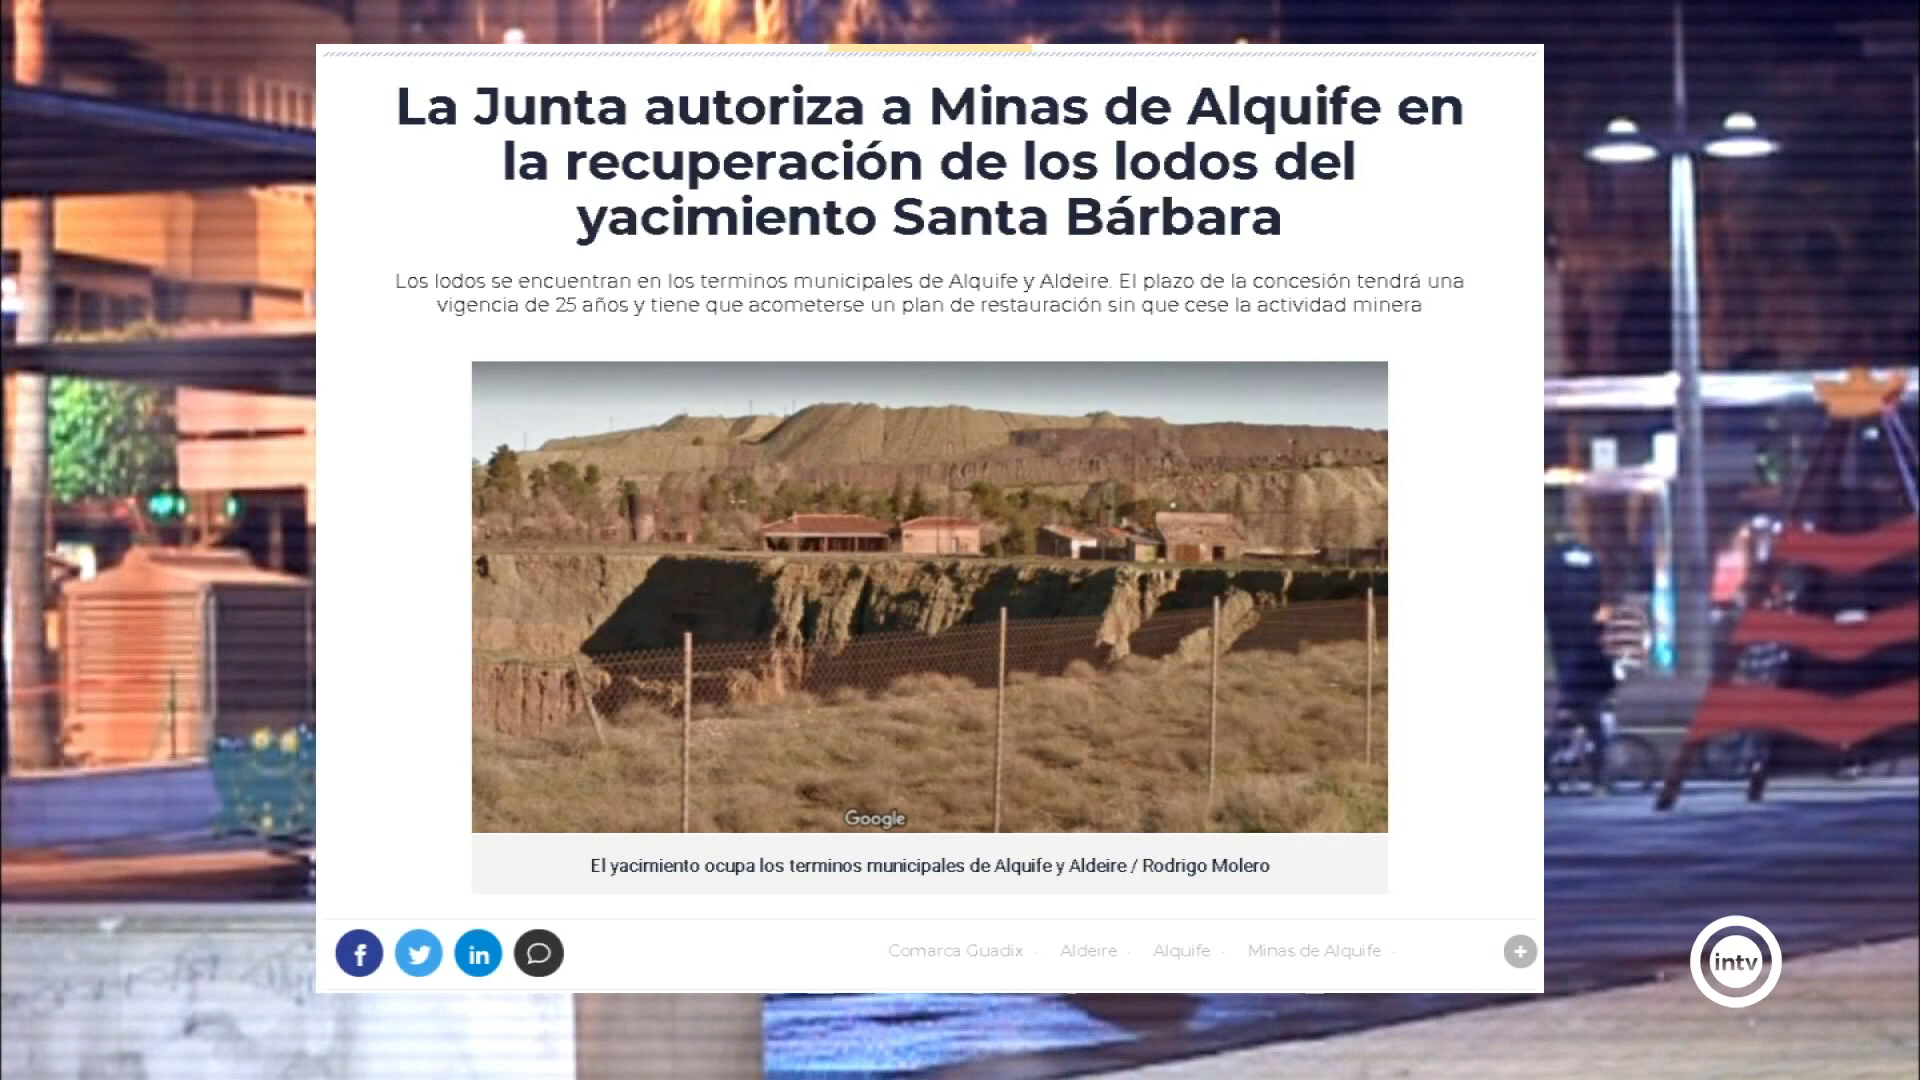 La Junta autoriza a Minas de Alquife en
la recuperación de los lodos del
yacimiento Santa Bárbara
Los lodos se encuentran en los terminos municipales de Alquife y Aldeire. El plazo de la concesión tendrá una
vigencia de 25 años y tiene que acometerse un plan de restauración sin que cese la actividad minera
Google
El yacimiento ocupa los terminos municipales de Alquife y Aldeire / Rodrigo Molero
f in Comarca Guadix - Aldeire - Alquife - Minas de Alquife - +
intv